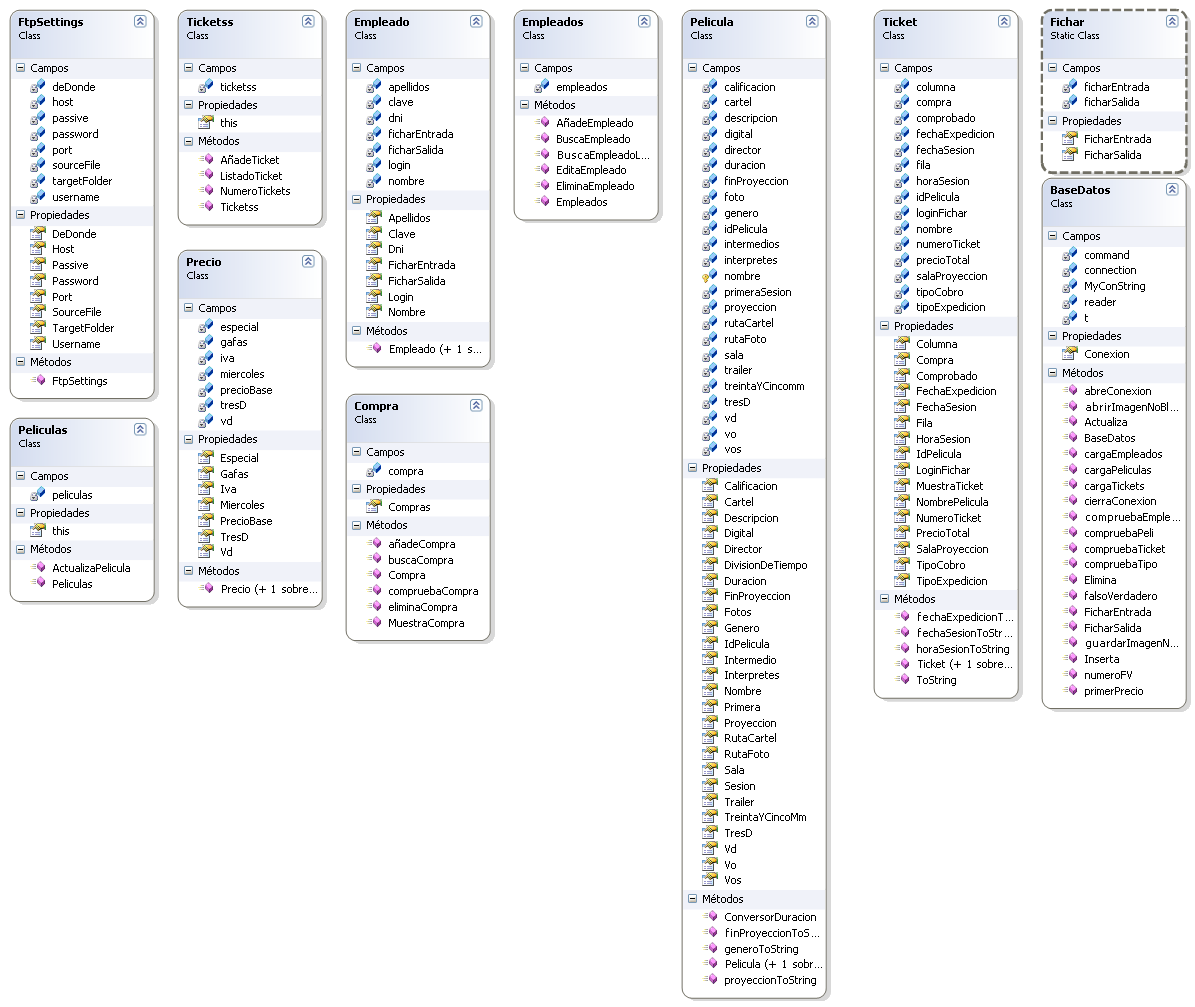 FtpSettings
Class
Campos
deDonde
host
passive
password
port
sourceFile
targetFolder
username
Propiedades
DeDonde
Host
Passive
Password
Port
SourceFile
TargetFolder
Username
Métodos
FtpSettings
Peliculas
Class
Campos
peliculas
Propiedades
this
Métodos
ActualizaPelicula
Peliculas
Ticketss
Class
Campos
ticketss
Propiedades
this
Métodos
AñadeTicket
ListadoTicket
NumeroTickets
Ticketss
Precio
Class
Campos
especial
gafas
iva
miercoles
precioBase
tresD
vd
Propiedades
Especial
Gafas
Iva
Miercoles
PrecioBase
TresD
Vd
Métodos
Precio (+ 1 sobre...
Empleado
Class
Campos
apellidos
clave
dni
ficharEntrada
ficharSalida
login
nombre
Propiedades
Apellidos
Clave
Dni
FicharEntrada
FicharSalida
Login
Nombre
Métodos
Empleado (+ 1 s...
Compra
Class
Campos
compra
Propiedades
Compras
Métodos
añadeCompra
buscaCompra
Compra
compruebaCompra
eliminaCompra
MuestraCompra
Empleados
Class
Campos
empleados
Métodos
AñadeEmpleado
BuscaEmpleado
BuscaEmpleadoL...
EditaEmpleado
EliminaEmpleado
Empleados
Pelicula
Class
Campos
calificacion
cartel
descripcion
digital
director
duracion
finProyeccion
foto
genero
idPelicula
intermedios
interpretes
nombre
primeraSesion
proyeccion
rutaCartel
rutaFoto
sala
trailer
treintaYCincomm
tresD
vd
vo
vos
Propiedades
Calificacion
Cartel
Descripcion
Digital
Director
DivisionDeTiempo
Duracion
FinProyeccion
Fotos
Genero
IdPelicula
Intermedio
Interpretes
Nombre
Primera
Proyeccion
RutaCartel
RutaFoto
Sala
Sesion
Trailer
TreintaYCincoMm
TresD
Vd
Vo
Vos
Métodos
ConversorDuracion
finProyeccionToS...
generoToString
Pelicula (+ 1 sobr...
proyeccionToString
Ticket
Class
Campos
columna
compra
comprobado
fechaExpedicion
fechaSesion
fila
horaSesion
idPelicula
loginFichar
nombre
numeroTicket
precioTotal
salaProyeccion
tipoCobro
tipoExpedicion
Propiedades
Columna
Compra
Comprobado
FechaExpedicion
FechaSesion
Fila
HoraSesion
IdPelicula
LoginFichar
MuestraTicket
NombrePelicula
NumeroTicket
PrecioTotal
SalaProyeccion
TipoCobro
TipoExpedicion
Métodos
fechaExpedicionT...
fechaSesionToStr...
horaSesionToString
Ticket (+ 1 sobre...
ToString
Fichar
Static Class
Campos
ficharEntrada
ficharSalida
Propiedades
FicharEntrada
FicharSalida
BaseDatos
Class
Campos
command
connection
MyConString
reader
t
Propiedades
Conexion
Métodos
abreConexion
abrirImagenNoBl...
Actualiza
BaseDatos
cargaEmpleados
cargaPeliculas
cargaTickets
cierraConexion
compruebaEmple...
compruebaPeli
compruebaTicket
compruebaTipo
Elimina
falsoVerdadero
FicharEntrada
FicharSalida
guardarImagenN...
Inserta
numeroFV
primerPrecio